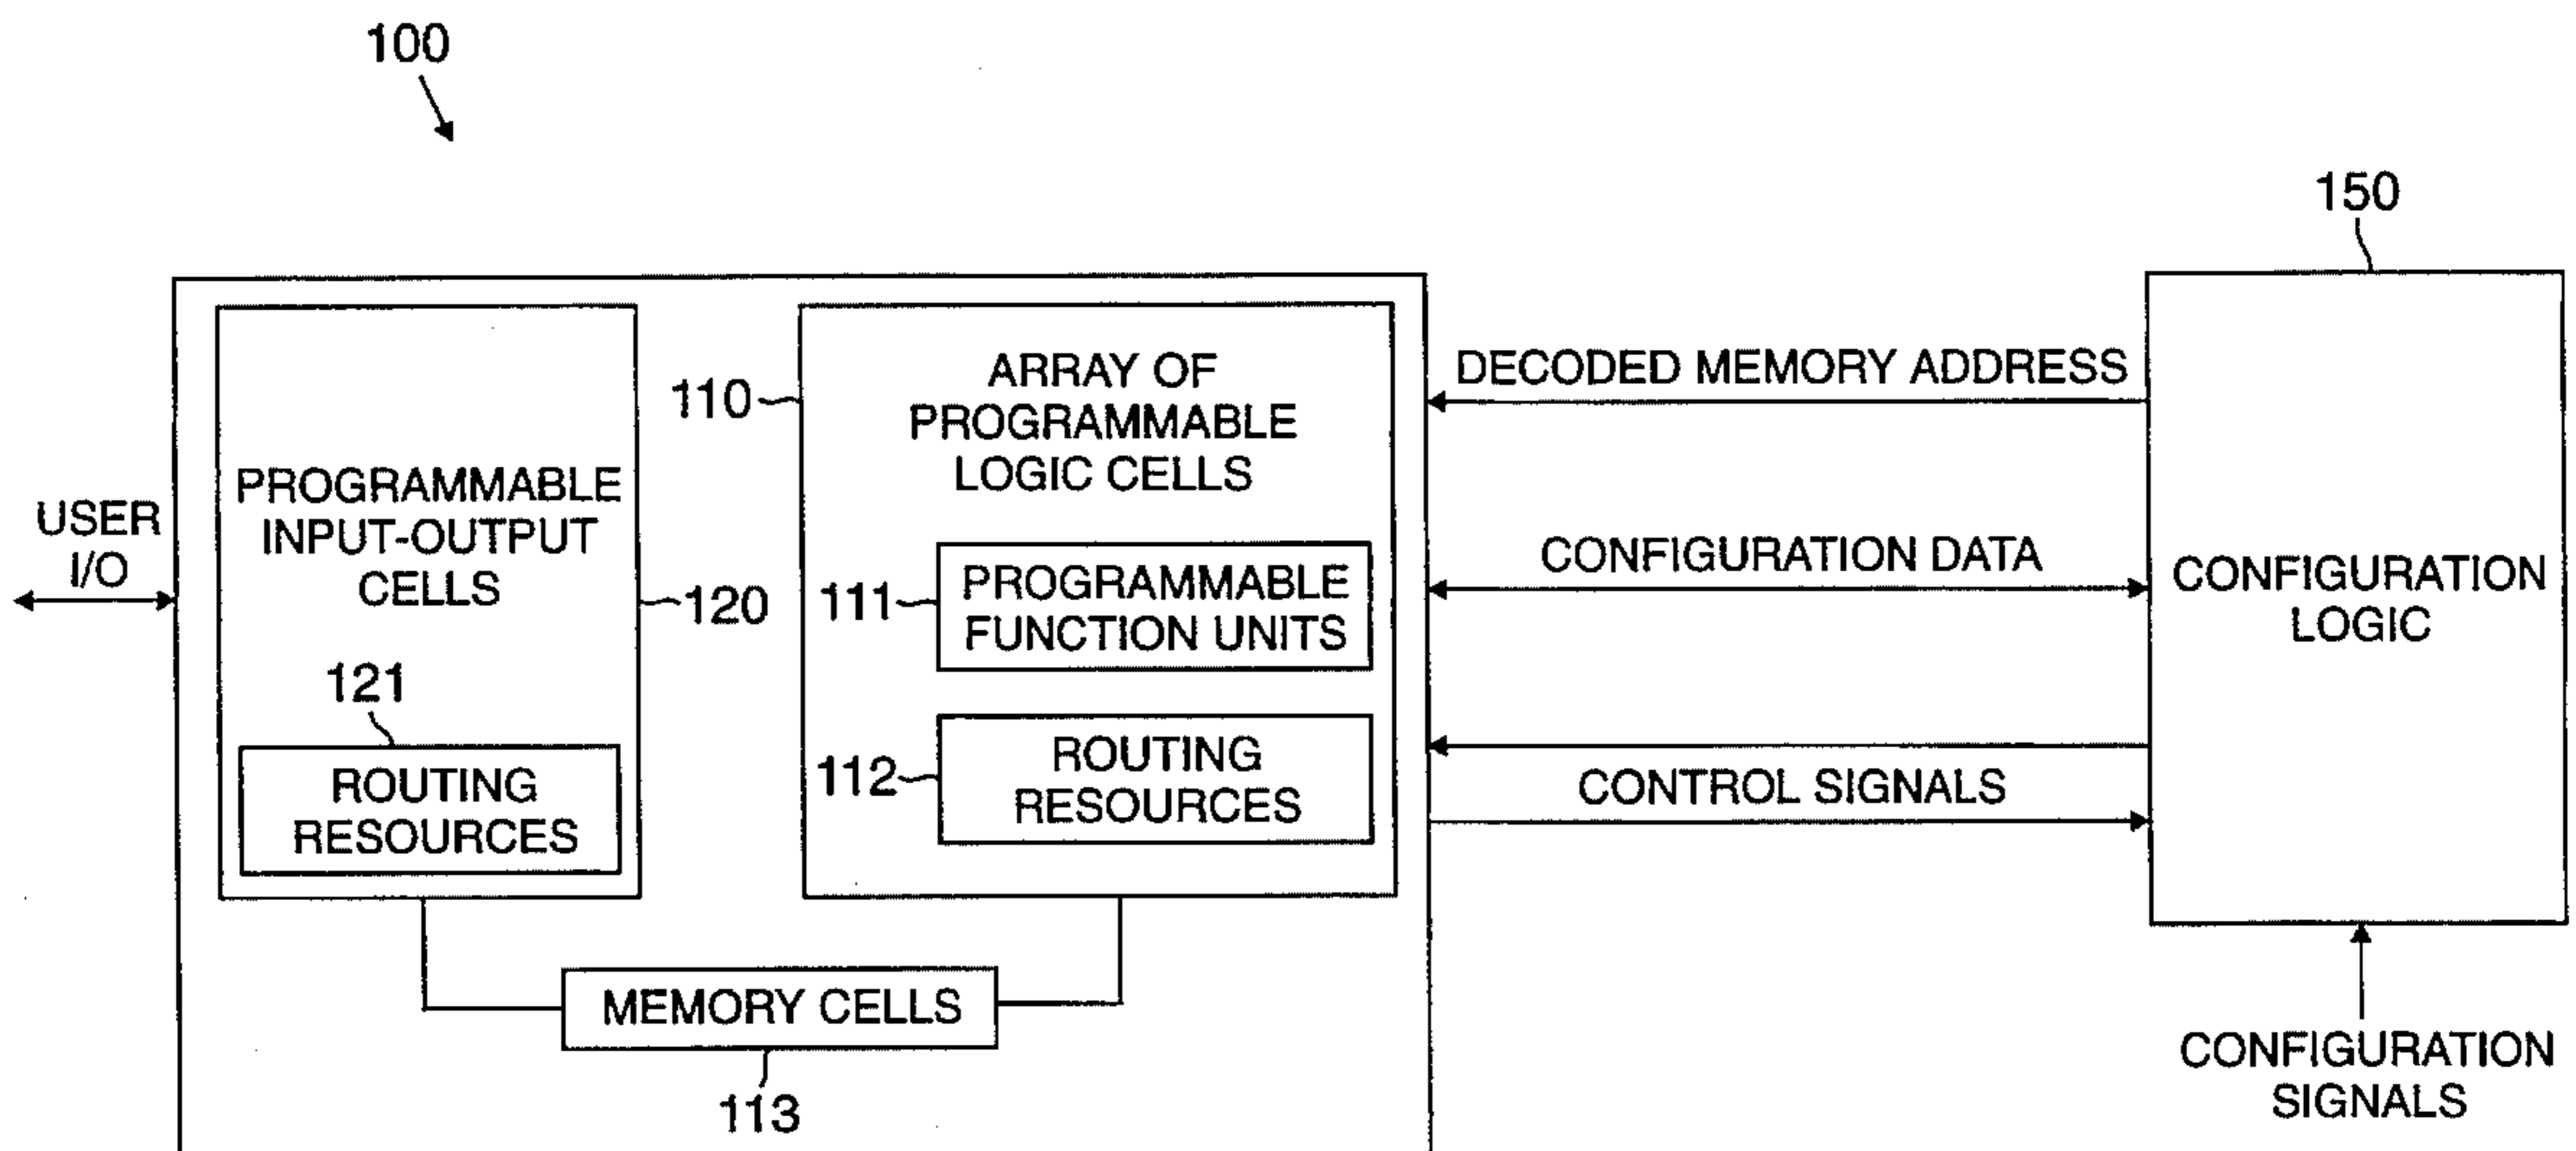 100
150
110
ARRAY OF
PROGRAMMABLE
LOGIC CELLS
DECODED MEMORY ADDRESS
USER
I/O
PROGRAMMABLE
INPUT-OUTPUT
CELLS
120
111
PROGRAMMABLE
FUNCTION UNITS
CONFIGURATION DATA
CONFIGURATION
LOGIC
121
ROUTING
RESOURCES
112
ROUTING
RESOURCES
CONTROL SIGNALS
MEMORY CELLS
113
CONFIGURATION
SIGNALS